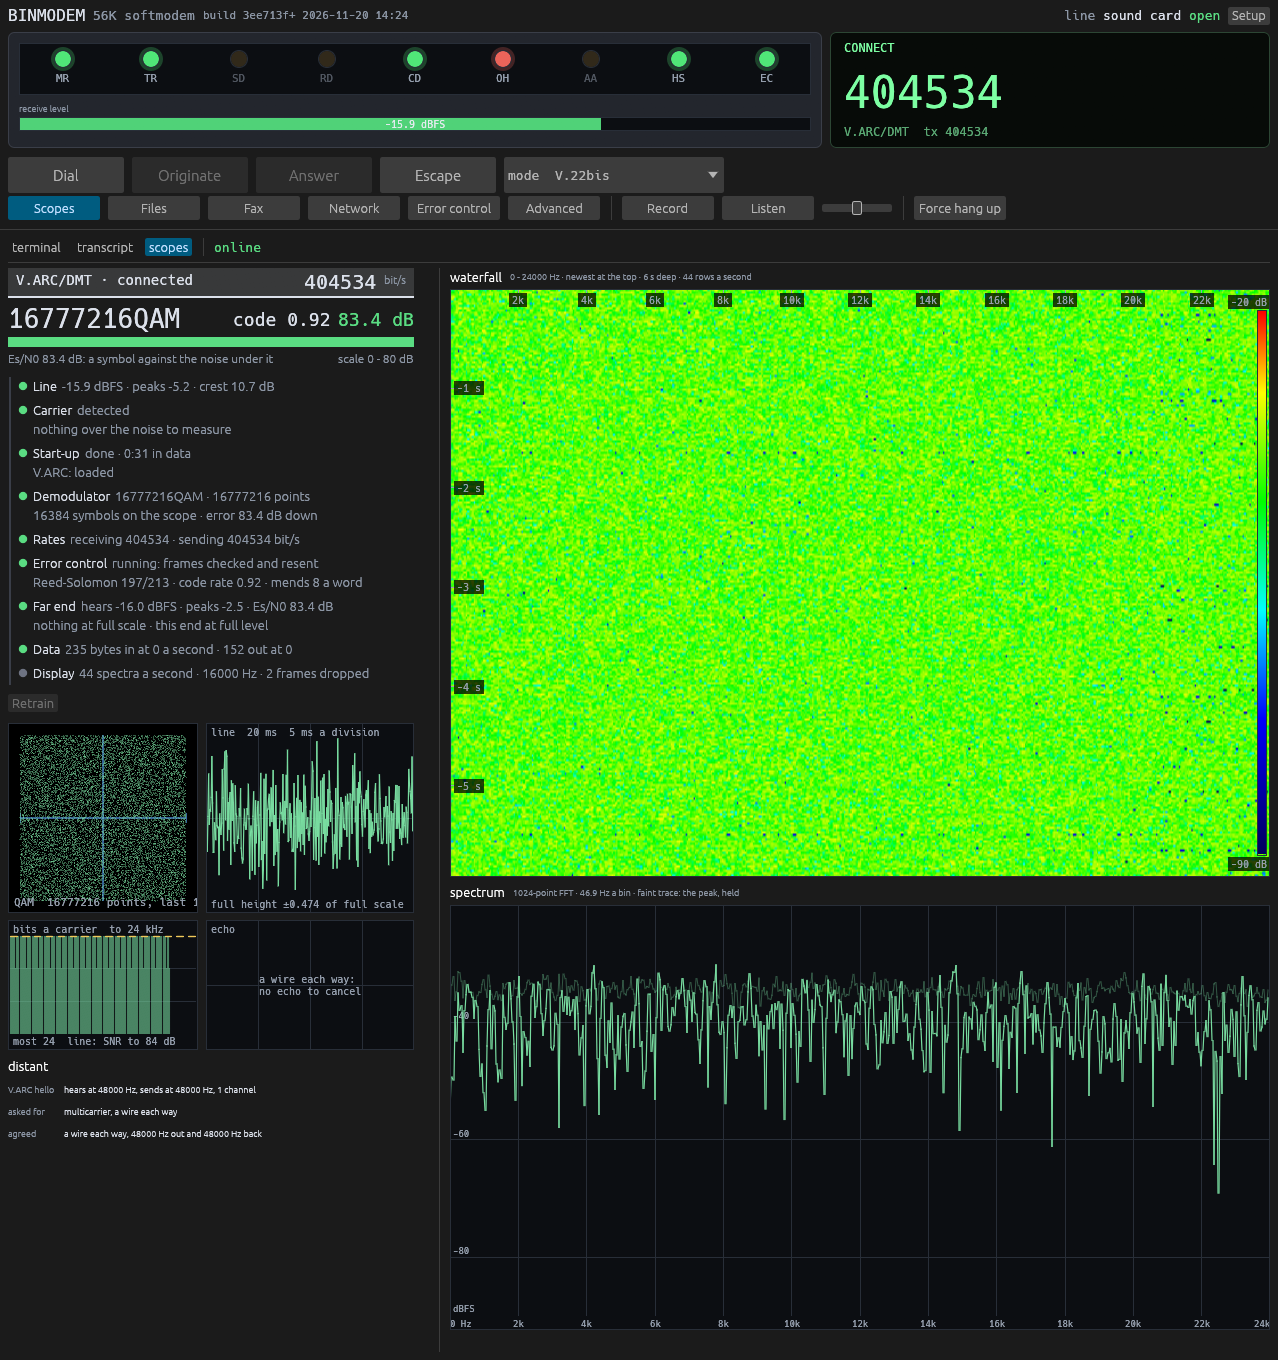 BINMODEM 56K softmodem build 3ee713f+ 2026-11-20 14:24
line sound card open Setup
MR TR SD RD CD OH AA HS EC
receive level
-15.9 dBFS
CONNECT
404534
V.ARC/DMT tx 404534
Dial Originate Answer Escape mode V.22bis
Scopes Files Fax Network Error control Advanced Record Listen Force hang up
terminal transcript scopes online
V.ARC/DMT · connected 404534 bit/s
16777216QAM code 0.92 83.4 dB
Es/N0 83.4 dB: a symbol against the noise under it scale 0 - 80 dB
Line -15.9 dBFS · peaks -5.2 · crest 10.7 dB
Carrier detected
nothing over the noise to measure
Start-up done · 0:31 in data
V.ARC: loaded
Demodulator 16777216QAM · 16777216 points
16384 symbols on the scope · error 83.4 dB down
Rates receiving 404534 · sending 404534 bit/s
Error control running: frames checked and resent
Reed-Solomon 197/213 · code rate 0.92 · mends 8 a word
Far end hears -16.0 dBFS · peaks -2.5 · Es/N0 83.4 dB
nothing at full scale · this end at full level
Data 235 bytes in at 0 a second · 152 out at 0
Display 44 spectra a second · 16000 Hz · 2 frames dropped
Retrain
QAM 16777216 points, last 1
line 20 ms 5 ms a division
full height ±0.474 of full scale
bits a carrier to 24 kHz
most 24 line: SNR to 84 dB
echo
a wire each way:
no echo to cancel
distant
V.ARC hello hears at 48000 Hz, sends at 48000 Hz, 1 channel
asked for multicarrier, a wire each way
agreed a wire each way, 48000 Hz out and 48000 Hz back
waterfall 0 - 24000 Hz · newest at the top · 6 s deep · 44 rows a second
2k 4k 6k 8k 10k 12k 14k 16k 18k 20k 22k -20 dB
-1 s
-2 s
-3 s
-4 s
-5 s
-90 dB
spectrum 1024-point FFT · 46.9 Hz a bin · faint trace: the peak, held
-40
-60
-80
dBFS
0 Hz 2k 4k 6k 8k 10k 12k 14k 16k 18k 20k 22k 24k